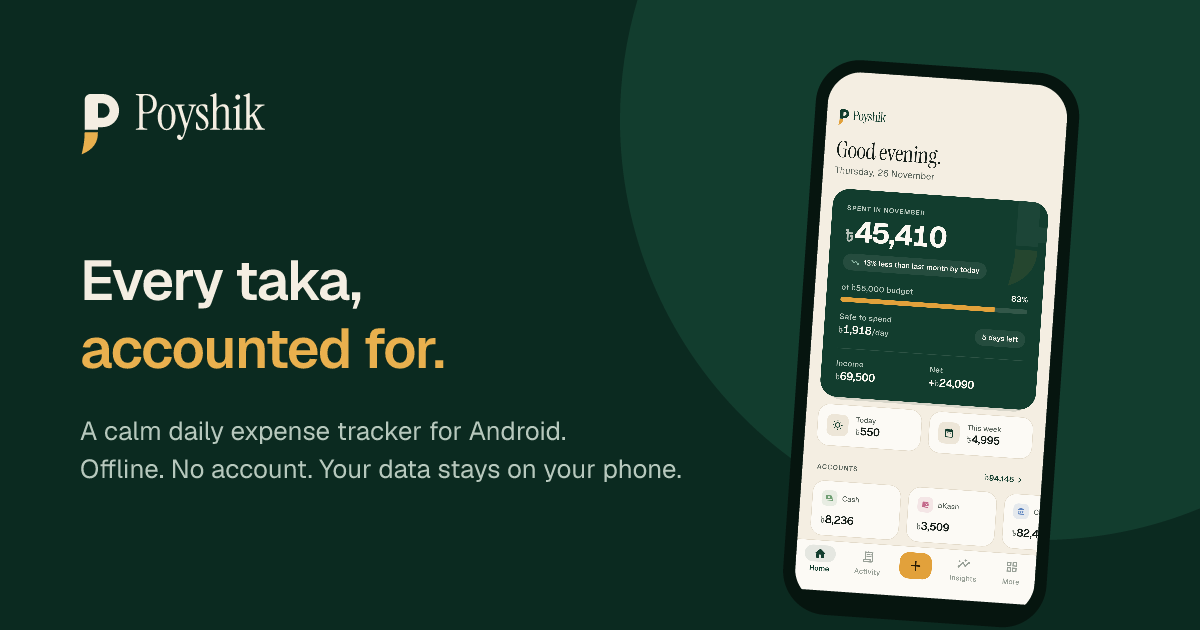 Poyshik
Every taka,
accounted for.
A calm daily expense tracker for Android.
Offline. No account. Your data stays on your phone.
Poyshik
Good evening.
Thursday, 26 November
SPENT IN NOVEMBER
৳45,410
13% less than last month by today
of ৳55,000 budget
83%
Safe to spend
৳1,918/day
5 days left
Income
Net
৳69,500
+৳24,090
Today
৳550
This week
৳4,995
ACCOUNTS
৳94,145 ›
Cash
৳8,236
bKash
৳3,509
৳82,4
Home
Activity
Insights
More